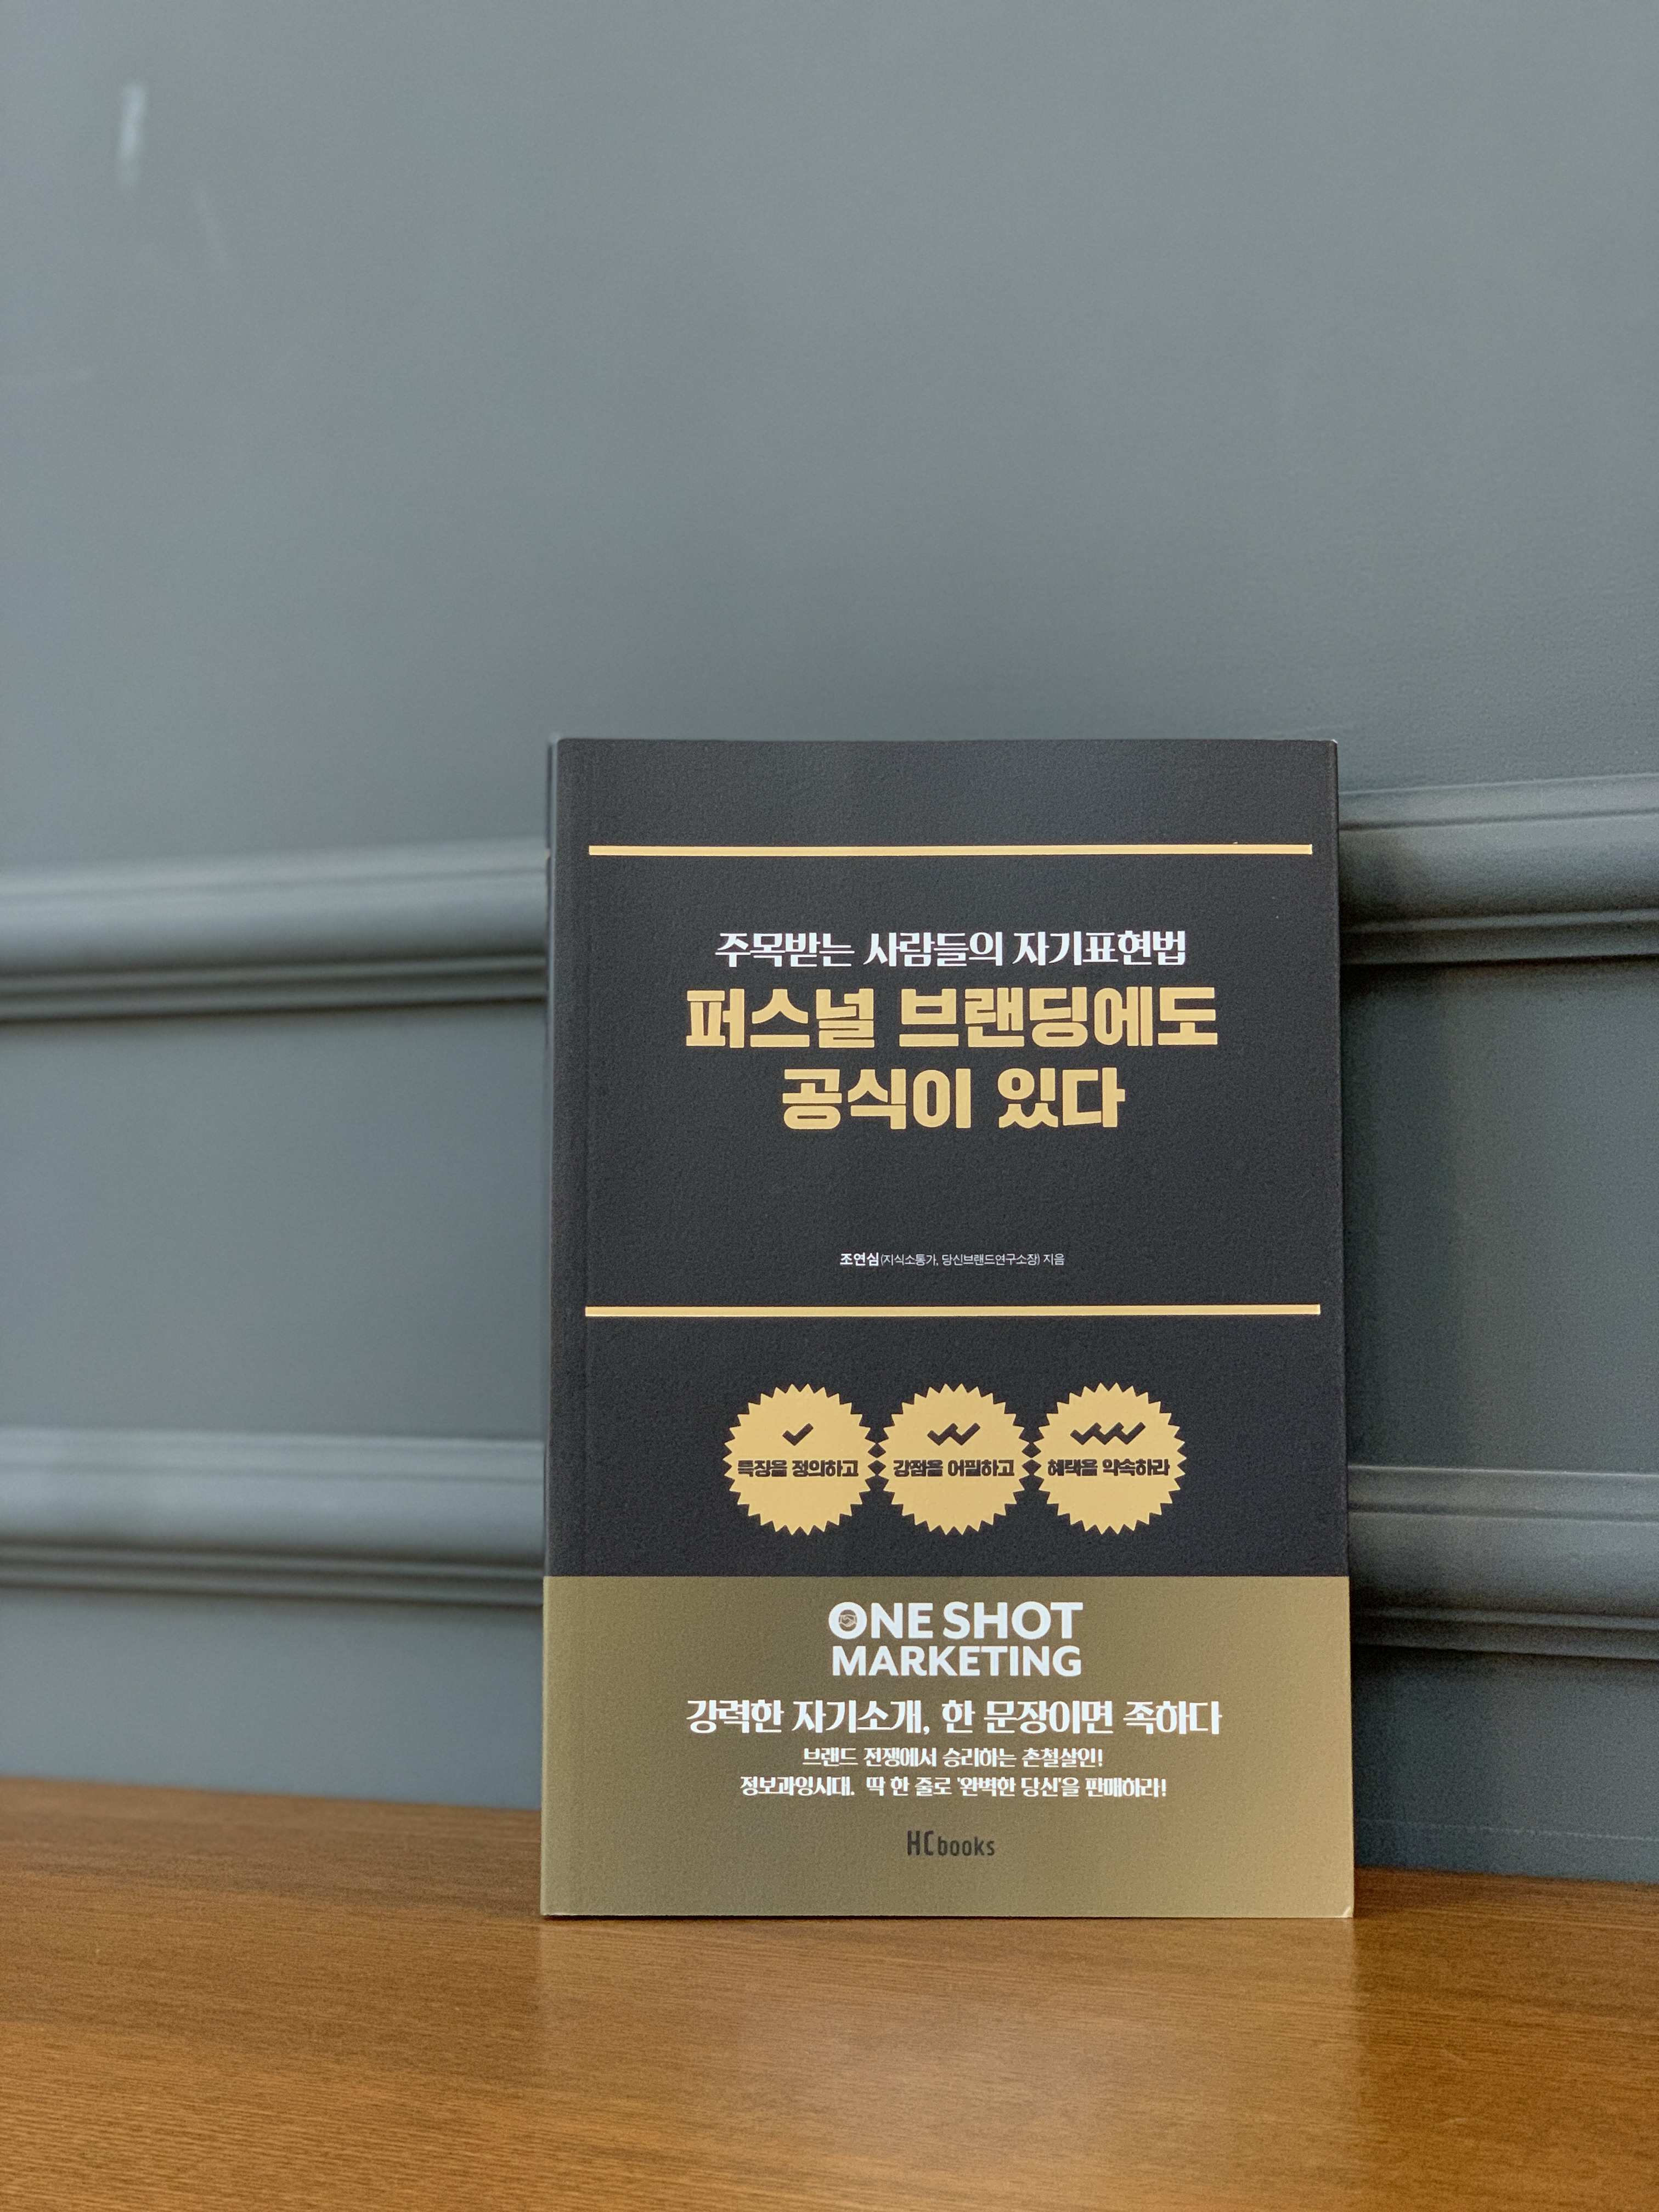 주목받는 사람들의 자기표현법
퍼스널 브랜딩에도
공식이 있다
조연심(지식소통가, 당신브랜드연구소장) 지음
특징을 정의하고
강점을 어필하고
혜택을 약속하라
ONE SHOT
MARKETING
강력한 자기소개, 한 문장이면 족하다
브랜드 전쟁에서 승리하는 촌철살인!
정보과잉시대, 딱 한 줄로 '완벽한 당신'을 판매하라!
HCbooks